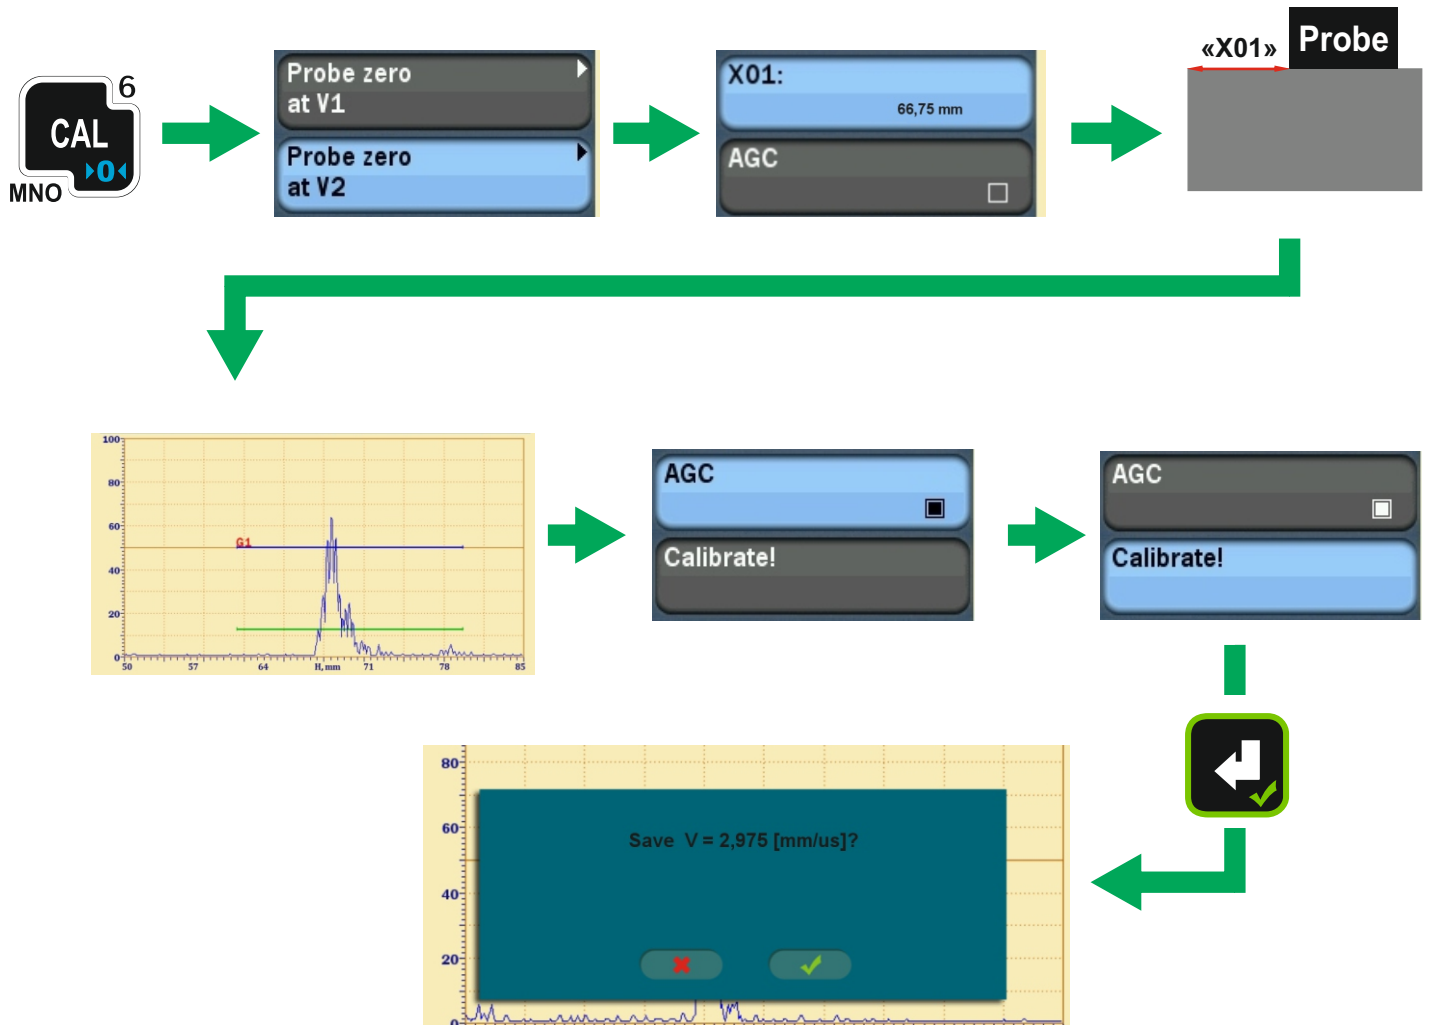 6
CAL
0
MNO
Probe zero
at V1
Probe zero
at V2
X01:
66,75 mm
AGC
«X01»
Probe
100
80
60
40
20
0
G1
50 57 64 H, mm 71 78 85
AGC
Calibrate!
AGC
Calibrate!
80
60
40
20
0
Save V = 2,975 [mm/us]?